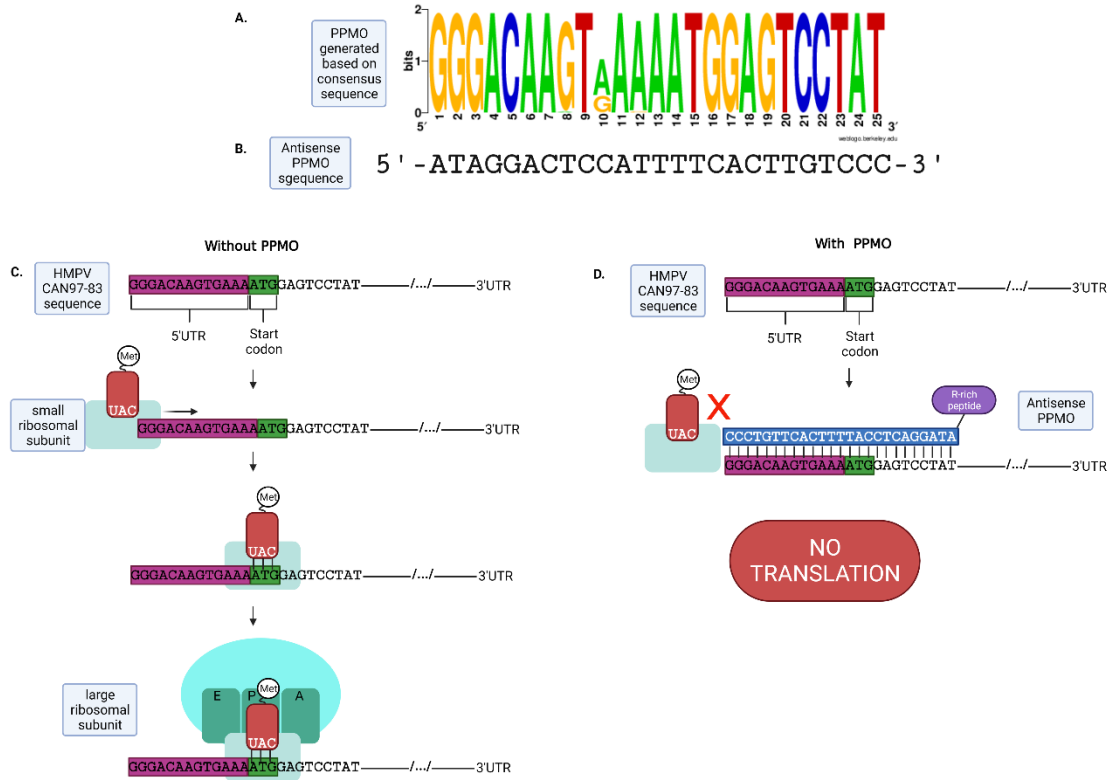 A.
PPMO
generated
based on
consensus
sequence
2
bits
1
0
GGGACAAGTAAAAATGGAGTCCTAT
G
5′ 1 2 3 4 5 6 7 8 9 10 11 12 13 14 15 16 17 18 19 20 21 22 23 24 25 3′
weblogo.berkeley.edu
B.
Antisense
PPMO
sgequence
5'-ATAGGACTCCATTTTCACTTGTCCC-3'
Without PPMO
C.
HMPV
CAN97-83
sequence
GGGACAAGTGAAAATGGAGTCCTAT /.../ 3'UTR
5'UTR
Start
codon
Met
UAC
small
ribosomal
subunit
GGGACAAGTGAAAATGGAGTCCTAT /.../ 3'UTR
Met
UAC
GGGACAAGTGAAAATGGAGTCCTAT /.../ 3'UTR
large
ribosomal
subunit
E P Met A
UAC
GGGACAAGTGAAAATGGAGTCCTAT /.../ 3'UTR
With PPMO
D.
HMPV
CAN97-83
sequence
GGGACAAGTGAAAATGGAGTCCTAT /.../ 3'UTR
5'UTR
Start
codon
Met
UAC
X
R-rich
peptide
Antisense
PPMO
CCCTGTTCACTTTTACCTCAGGATA
GGGACAAGTGAAAATGGAGTCCTAT /.../ 3'UTR
NO
TRANSLATION